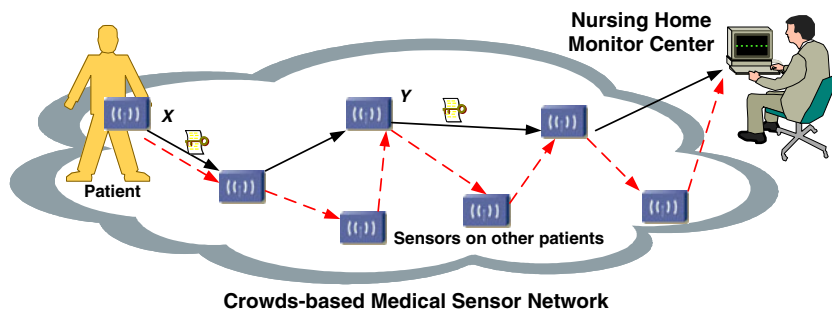 Nursing Home
Monitor Center
X
Y
Patient
Sensors on other patients
Crowds-based Medical Sensor Network